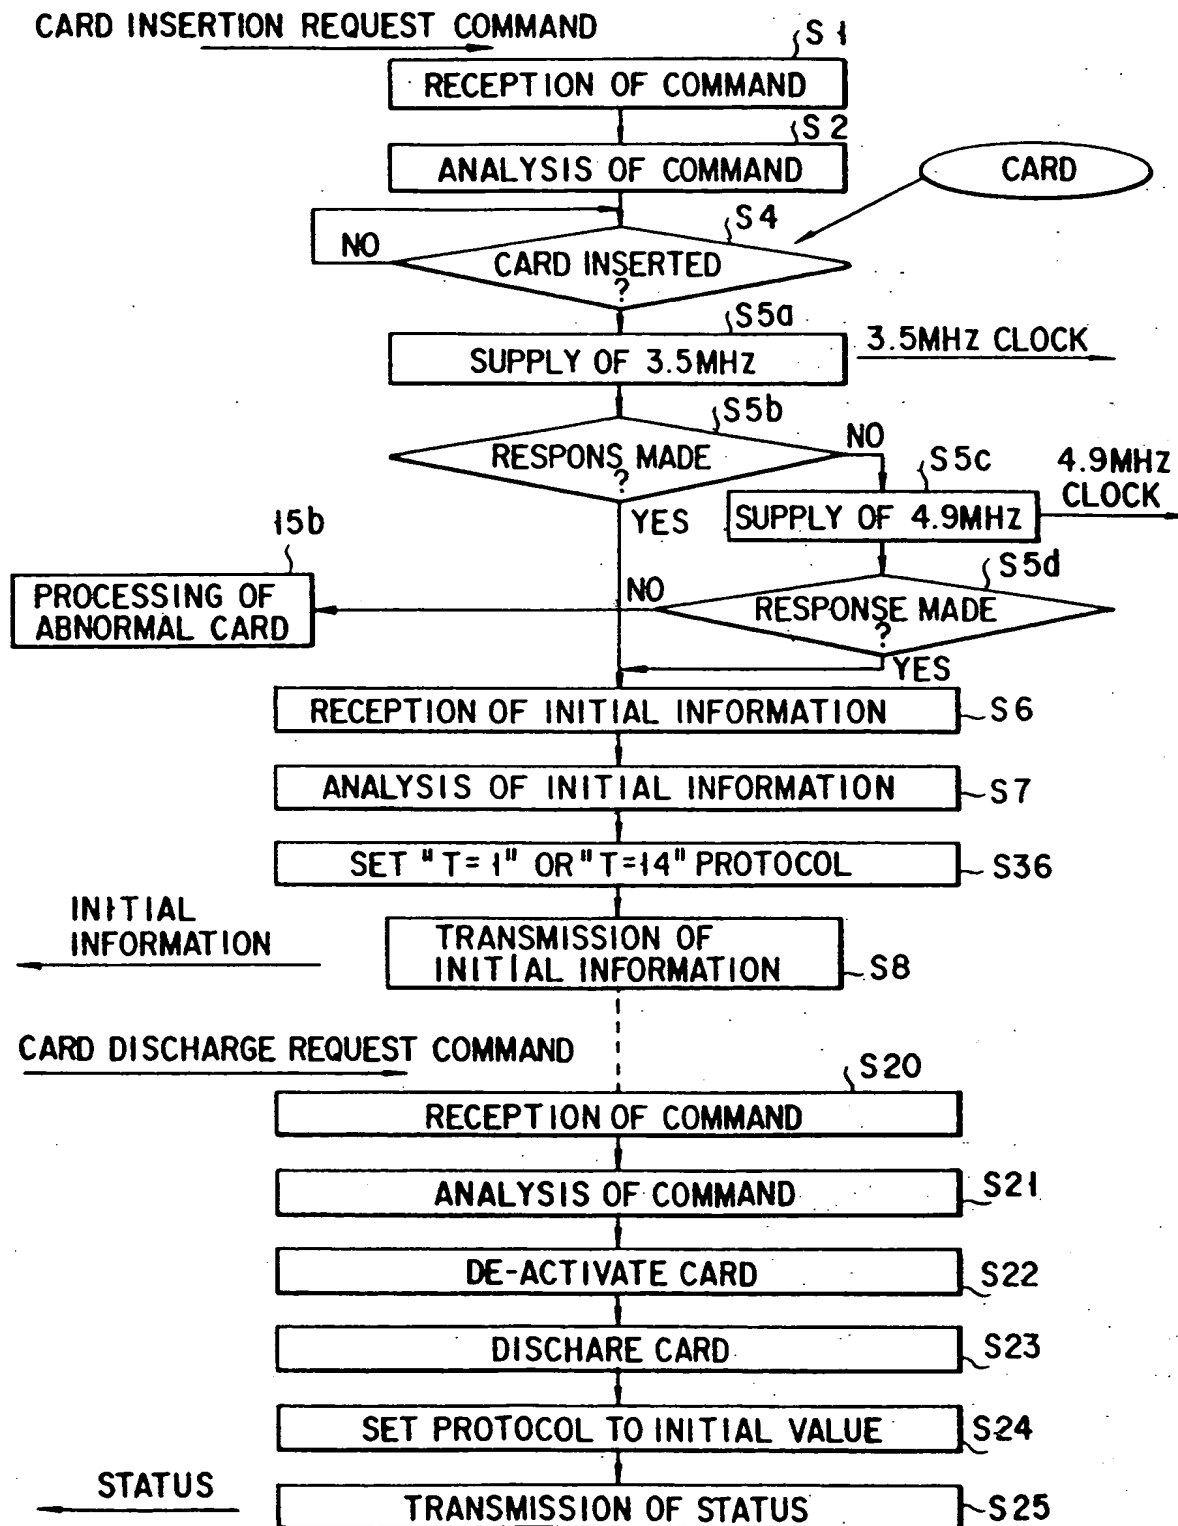 CARD INSERTION REQUEST COMMAND
S1
RECEPTION OF COMMAND
S2
ANALYSIS OF COMMAND
CARD
S4
NO
CARD INSERTED
?
S5a
SUPPLY OF 3.5MHz
3.5MHz CLOCK
S5b
RESPONS MADE
?
NO
YES
S5c
4.9MHz
CLOCK
SUPPLY OF 4.9MHz
15b
PROCESSING OF
ABNORMAL CARD
S5d
NO
RESPONSE MADE
?
YES
RECEPTION OF INITIAL INFORMATION
S6
ANALYSIS OF INITIAL INFORMATION
S7
SET "T=1" OR "T=14" PROTOCOL
S36
INITIAL
INFORMATION
TRANSMISSION OF
INITIAL INFORMATION
S8
CARD DISCHARGE REQUEST COMMAND
S20
RECEPTION OF COMMAND
ANALYSIS OF COMMAND
S21
DE-ACTIVATE CARD
S22
DISCHARE CARD
S23
SET PROTOCOL TO INITIAL VALUE
S24
STATUS
TRANSMISSION OF STATUS
S25